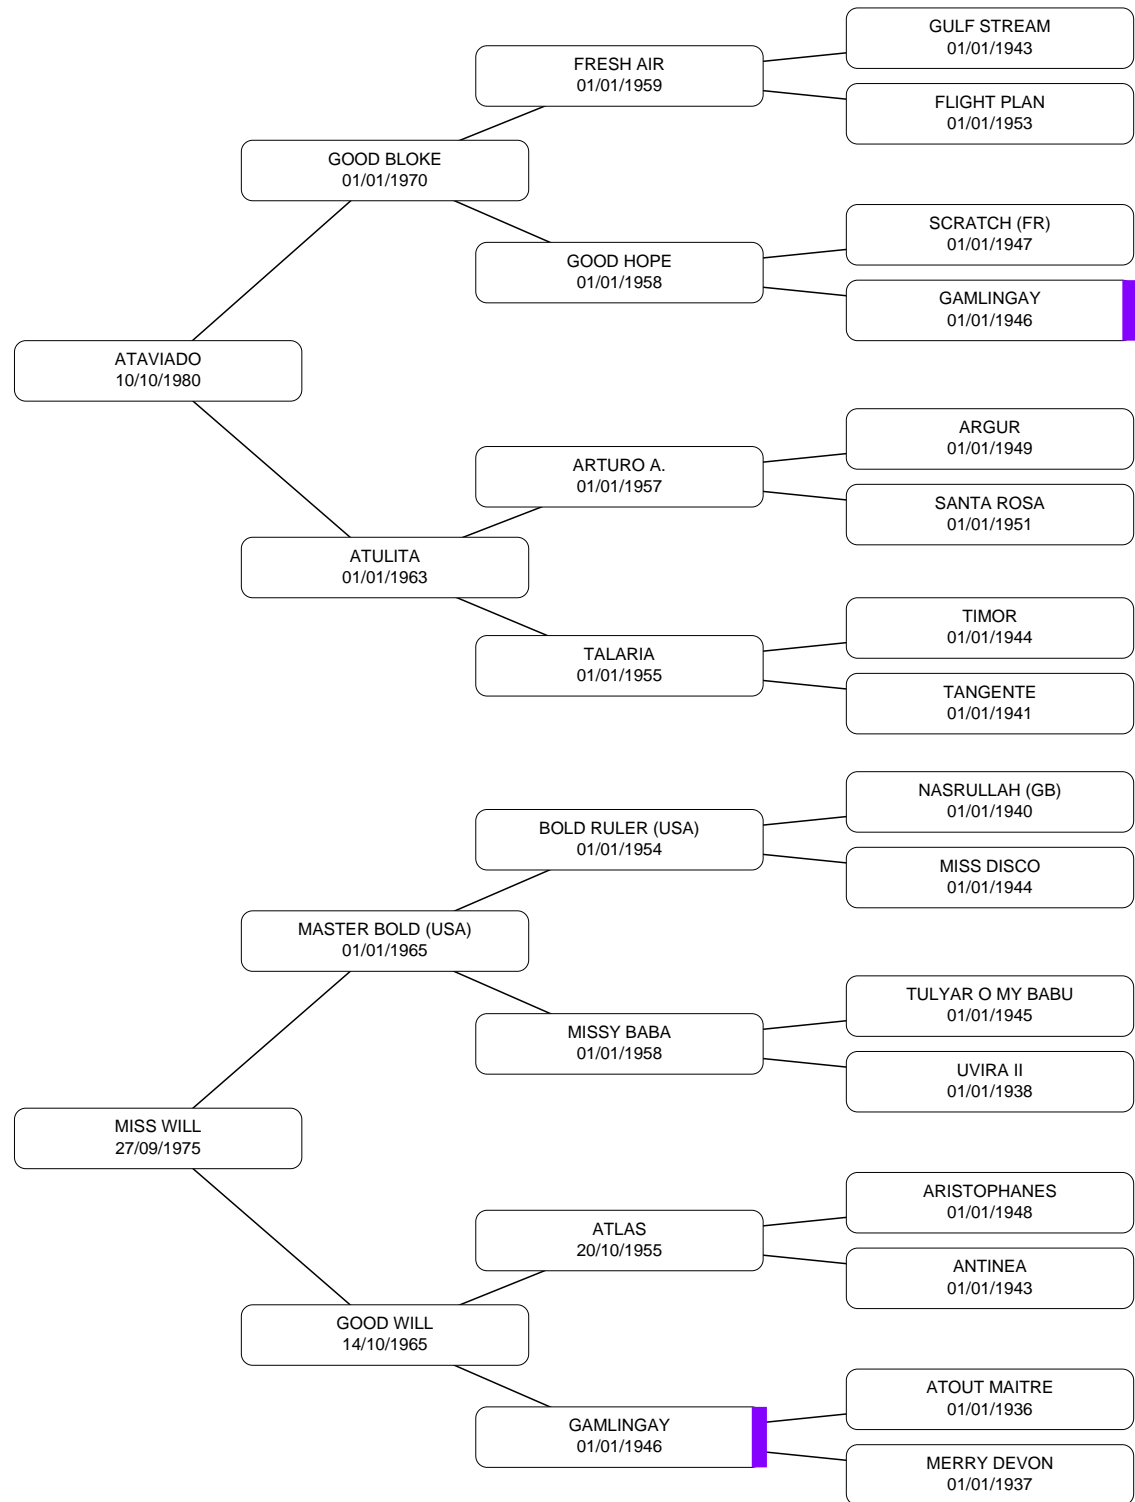 GULF STREAM
01/01/1943
FRESH AIR
01/01/1959
FLIGHT PLAN
01/01/1953
GOOD BLOKE
01/01/1970
SCRATCH (FR)
01/01/1947
GOOD HOPE
01/01/1958
GAMLINGAY
01/01/1946
ATAVIADO
10/10/1980
ARGUR
01/01/1949
ARTURO A.
01/01/1957
SANTA ROSA
01/01/1951
ATULITA
01/01/1963
TIMOR
01/01/1944
TALARIA
01/01/1955
TANGENTE
01/01/1941
NASRULLAH (GB)
01/01/1940
BOLD RULER (USA)
01/01/1954
MISS DISCO
01/01/1944
MASTER BOLD (USA)
01/01/1965
TULYAR O MY BABU
01/01/1945
MISSY BABA
01/01/1958
UVIRA II
01/01/1938
MISS WILL
27/09/1975
ARISTOPHANES
01/01/1948
ATLAS
20/10/1955
ANTINEA
01/01/1943
GOOD WILL
14/10/1965
ATOUT MAITRE
01/01/1936
GAMLINGAY
01/01/1946
MERRY DEVON
01/01/1937